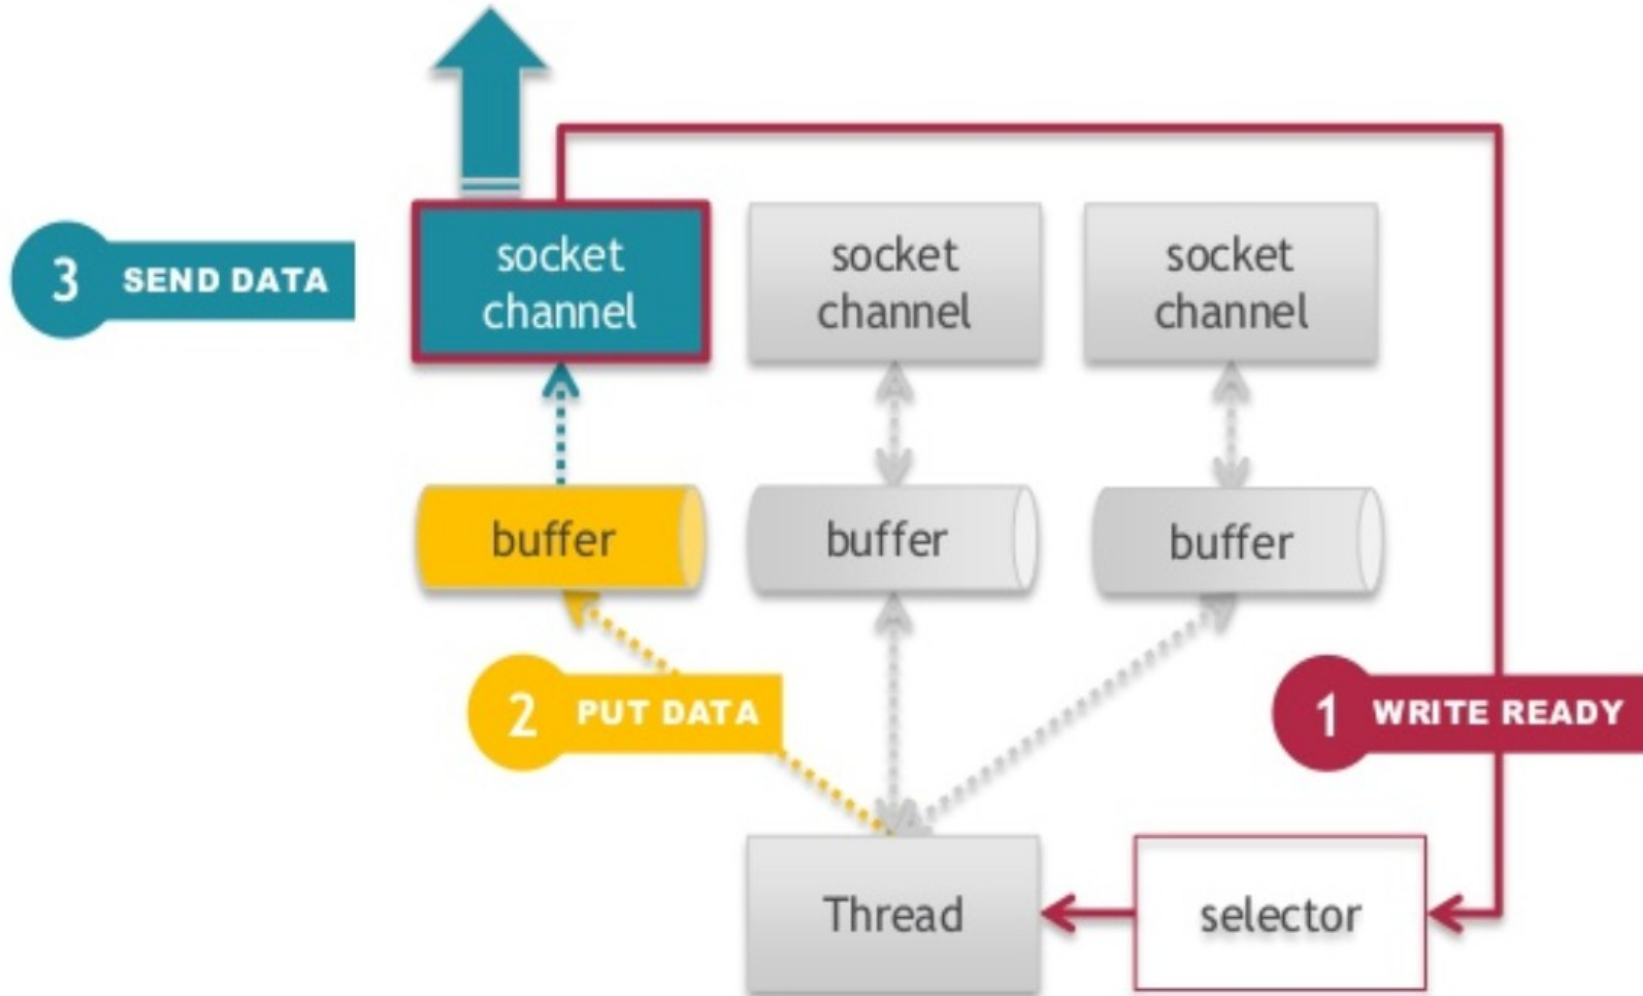 3 SEND DATA
socket
channel
socket
channel
socket
channel
buffer
buffer
buffer
2 PUT DATA
1 WRITE READY
Thread
selector